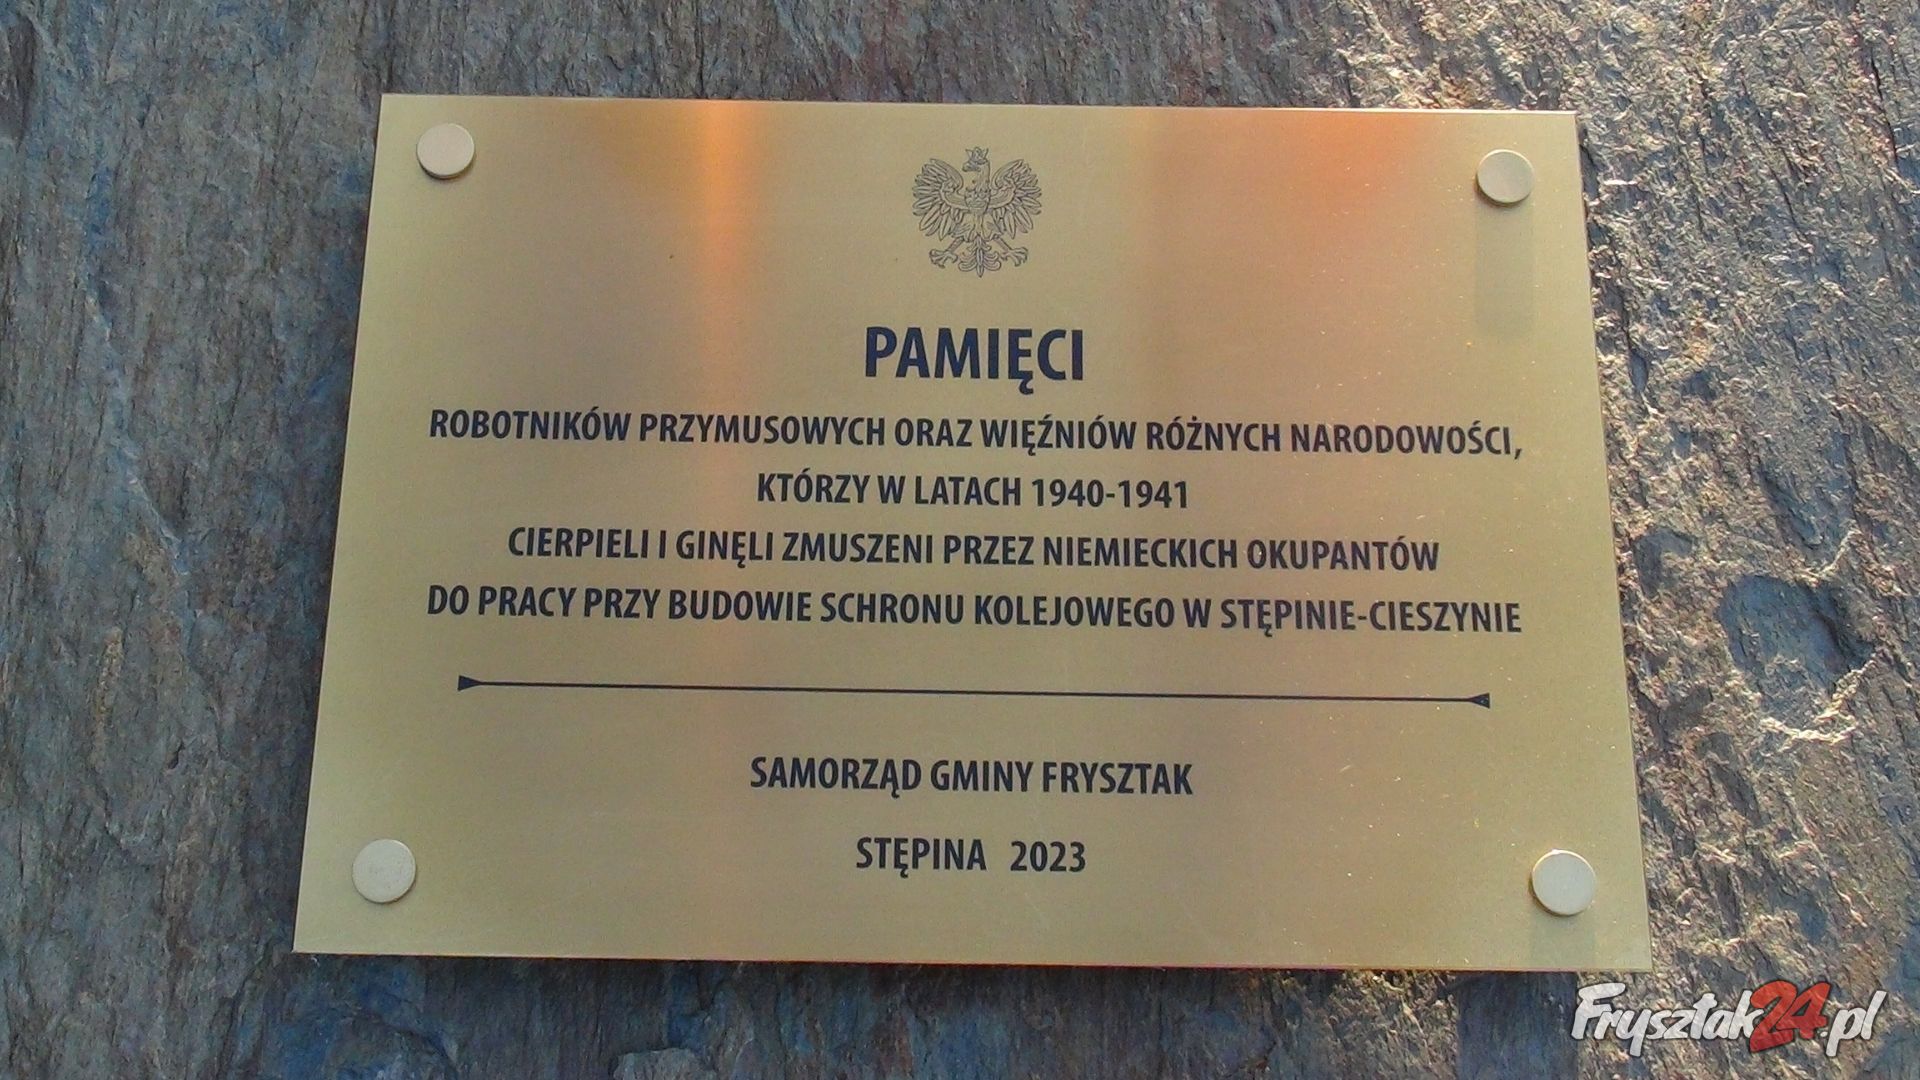 PAMIĘCI
ROBOTNIKÓW PRZYMUSOWYCH ORAZ WIĘŹNIÓW RÓŻNYCH NARODOWOŚCI,
KTÓRZY W LATACH 1940-1941
CIERPIELI I GINĘLI ZMUSZENI PRZEZ NIEMIECKICH OKUPANTÓW
DO PRACY PRZY BUDOWIE SCHRONU KOLEJOWEGO W STĘPINIE-CIESZYNIE
SAMORZĄD GMINY FRYSZTAK
STĘPINA 2023
Frysztak24.pl